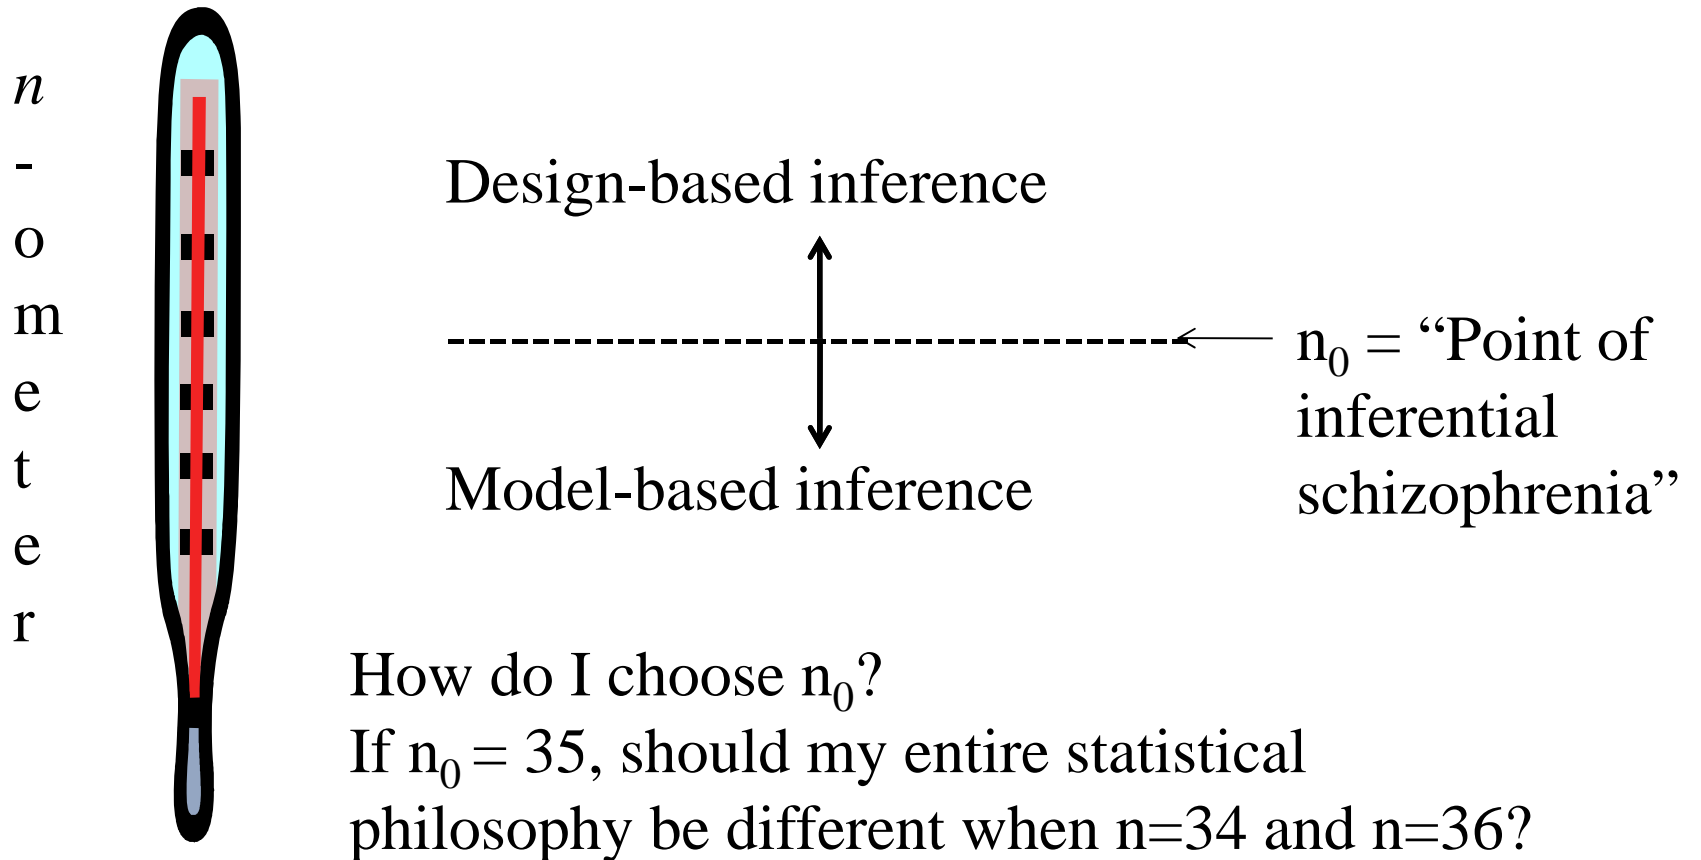 n
-
o
m
e
t
e
r
Design-based inference
n₀ = “Point of
inferential
schizophrenia”
Model-based inference
How do I choose n₀?
If n₀ = 35, should my entire statistical
philosophy be different when n=34 and n=36?